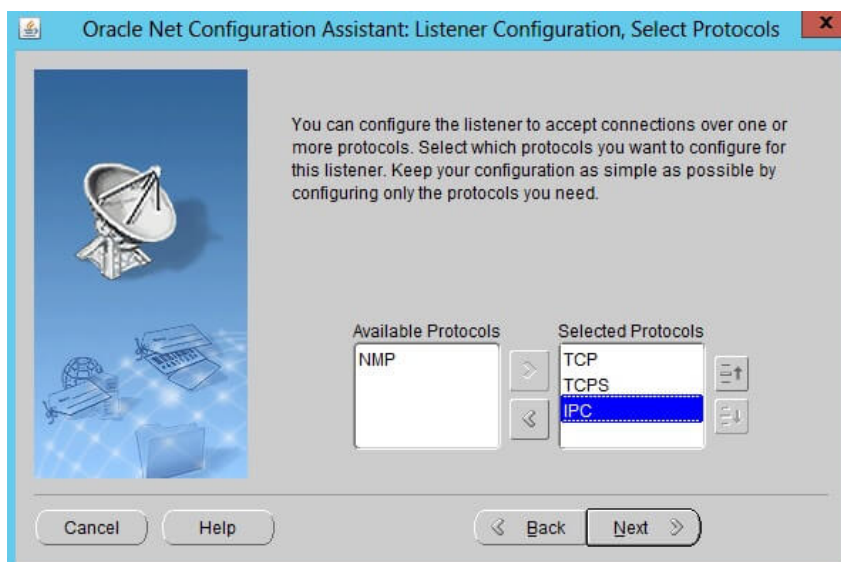 Oracle Net Configuration Assistant: Listener Configuration, Select Protocols
X
You can configure the listener to accept connections over one or
more protocols. Select which protocols you want to configure for
this listener. Keep your configuration as simple as possible by
configuring only the protocols you need.
Available Protocols
NMP
Selected Protocols
TCP
TCPS
IPC
Cancel
Help
Back
Next